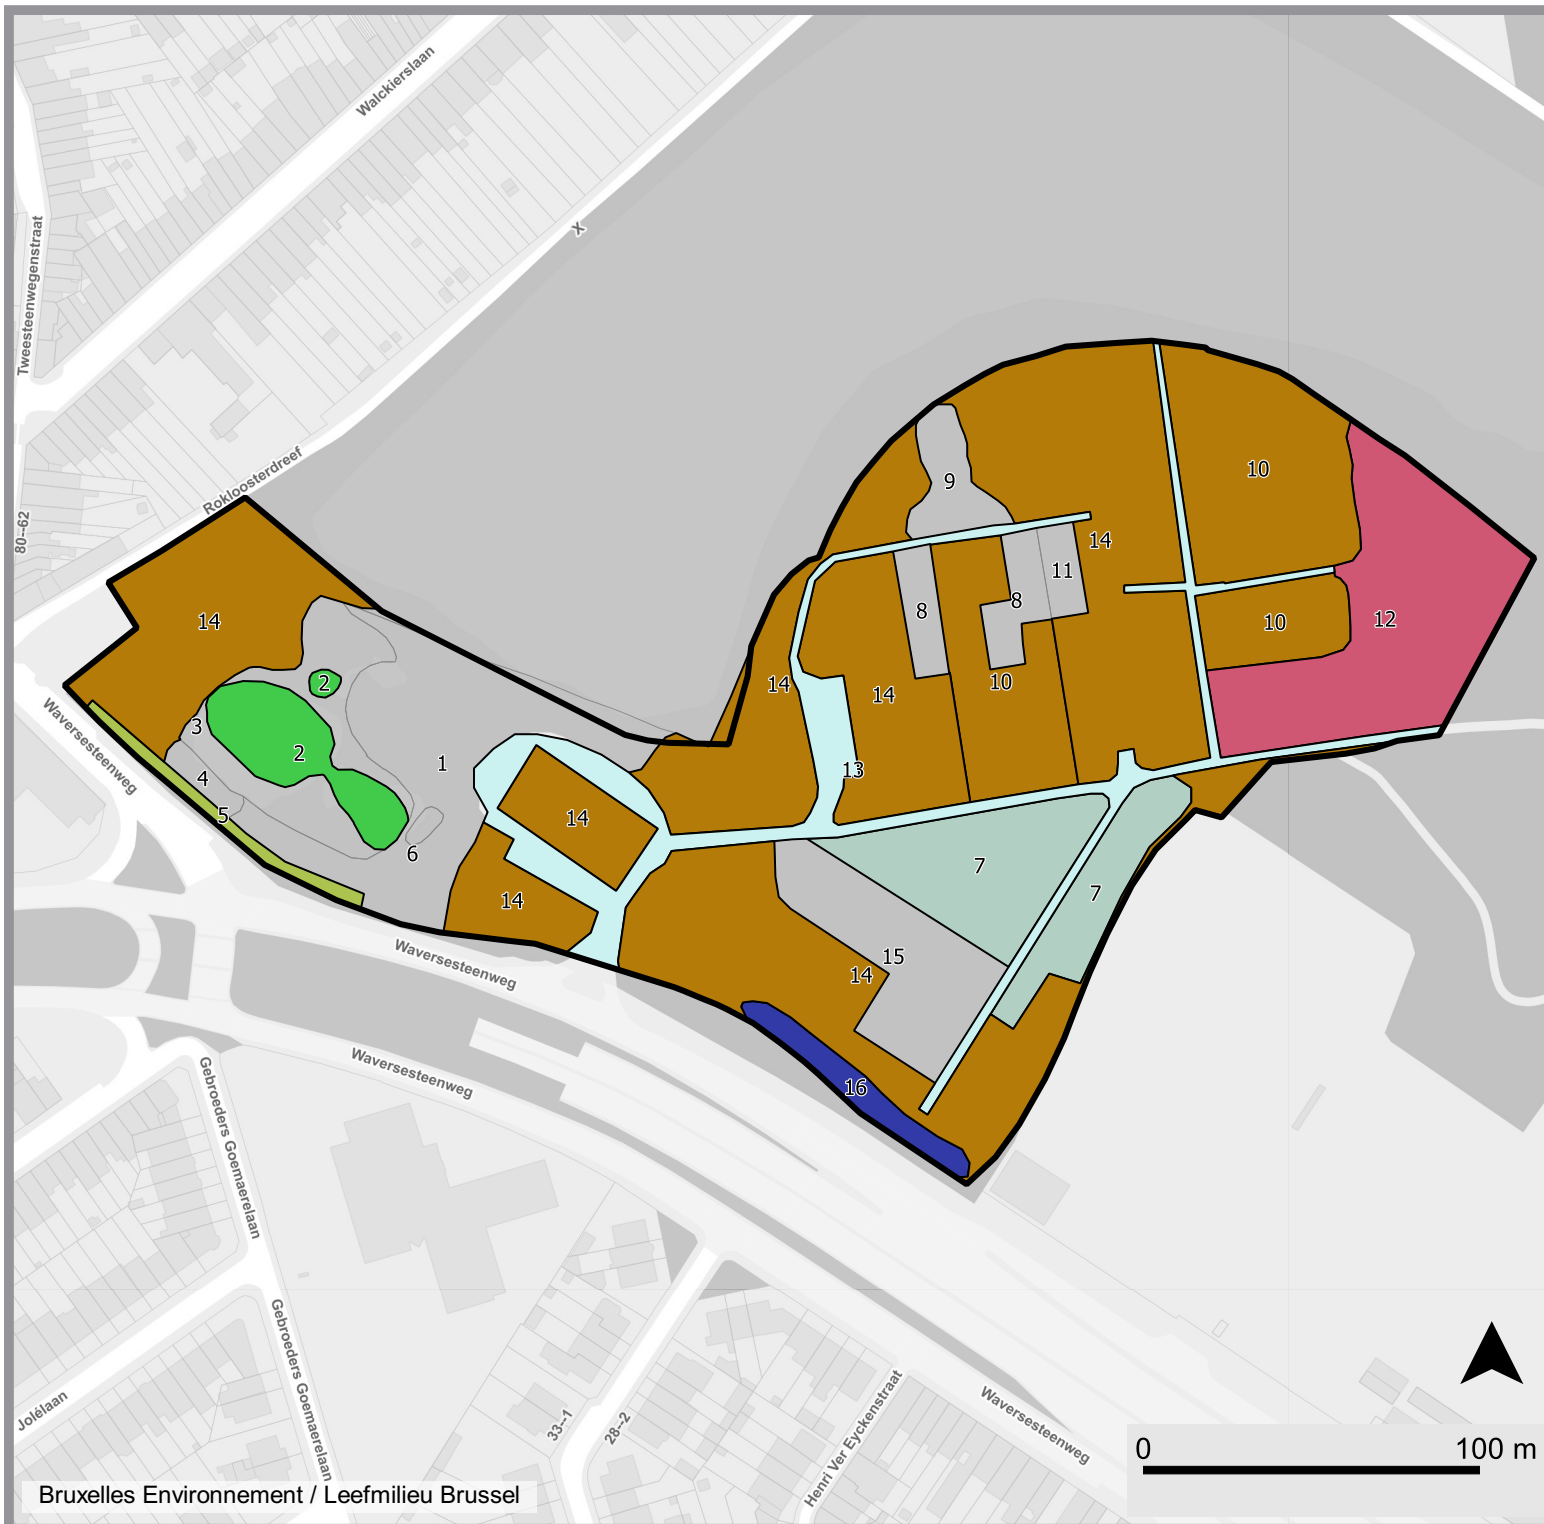 Walckierslaan
Tweesteenwegenstraat
X
Rokloosterdreef
80--62
Waversesteenweg
14
2
3
2
4
5
1
6
14
14
9
8
8
11
14
10
10
12
14
14
10
13
7
7
15
14
16
Waversesteenweg
Waversesteenweg
Gebroeders Goemaerelaan
Gebroeders Goemaerelaan
Jolélaan
33--1
28--2
Henri Ver Eyckenstraat
Waversesteenweg
0 100 m
Bruxelles Environnement / Leefmilieu Brussel